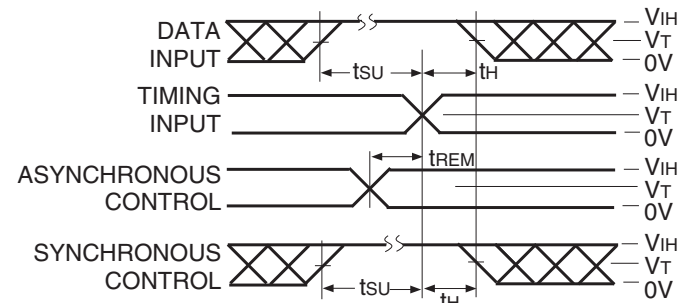 DATA INPUT
VIH
VT
0V
tSU
tH
TIMING INPUT
VIH
VT
0V
tREM
ASYNCHRONOUS CONTROL
VIH
VT
0V
SYNCHRONOUS CONTROL
VIH
VT
0V
tSU
tH